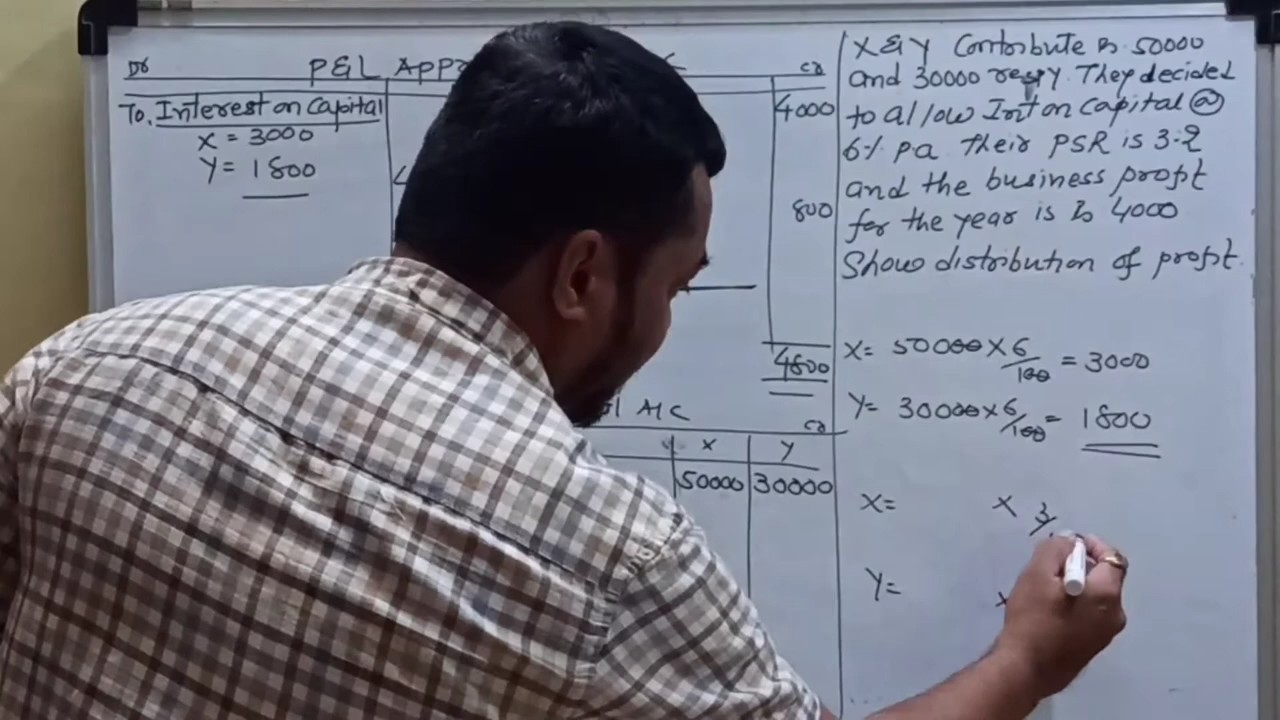 Dr P&L APP Cr
To, Interest on Capital
X = 3000
Y = 1800
4000
800
4800
A/C Cr
X Y
50000 30000
X & Y Contribute Rs 50000
and 30000 respy. They decided
to allow Int on Capital @
6% p.a their PSR is 3:2
and the business profit
for the year is Rs 4000
Show distribution of profit.
X= 50000 X 6/100 = 3000
Y= 30000 X 6/100 = 1800
X= X 3/
Y=